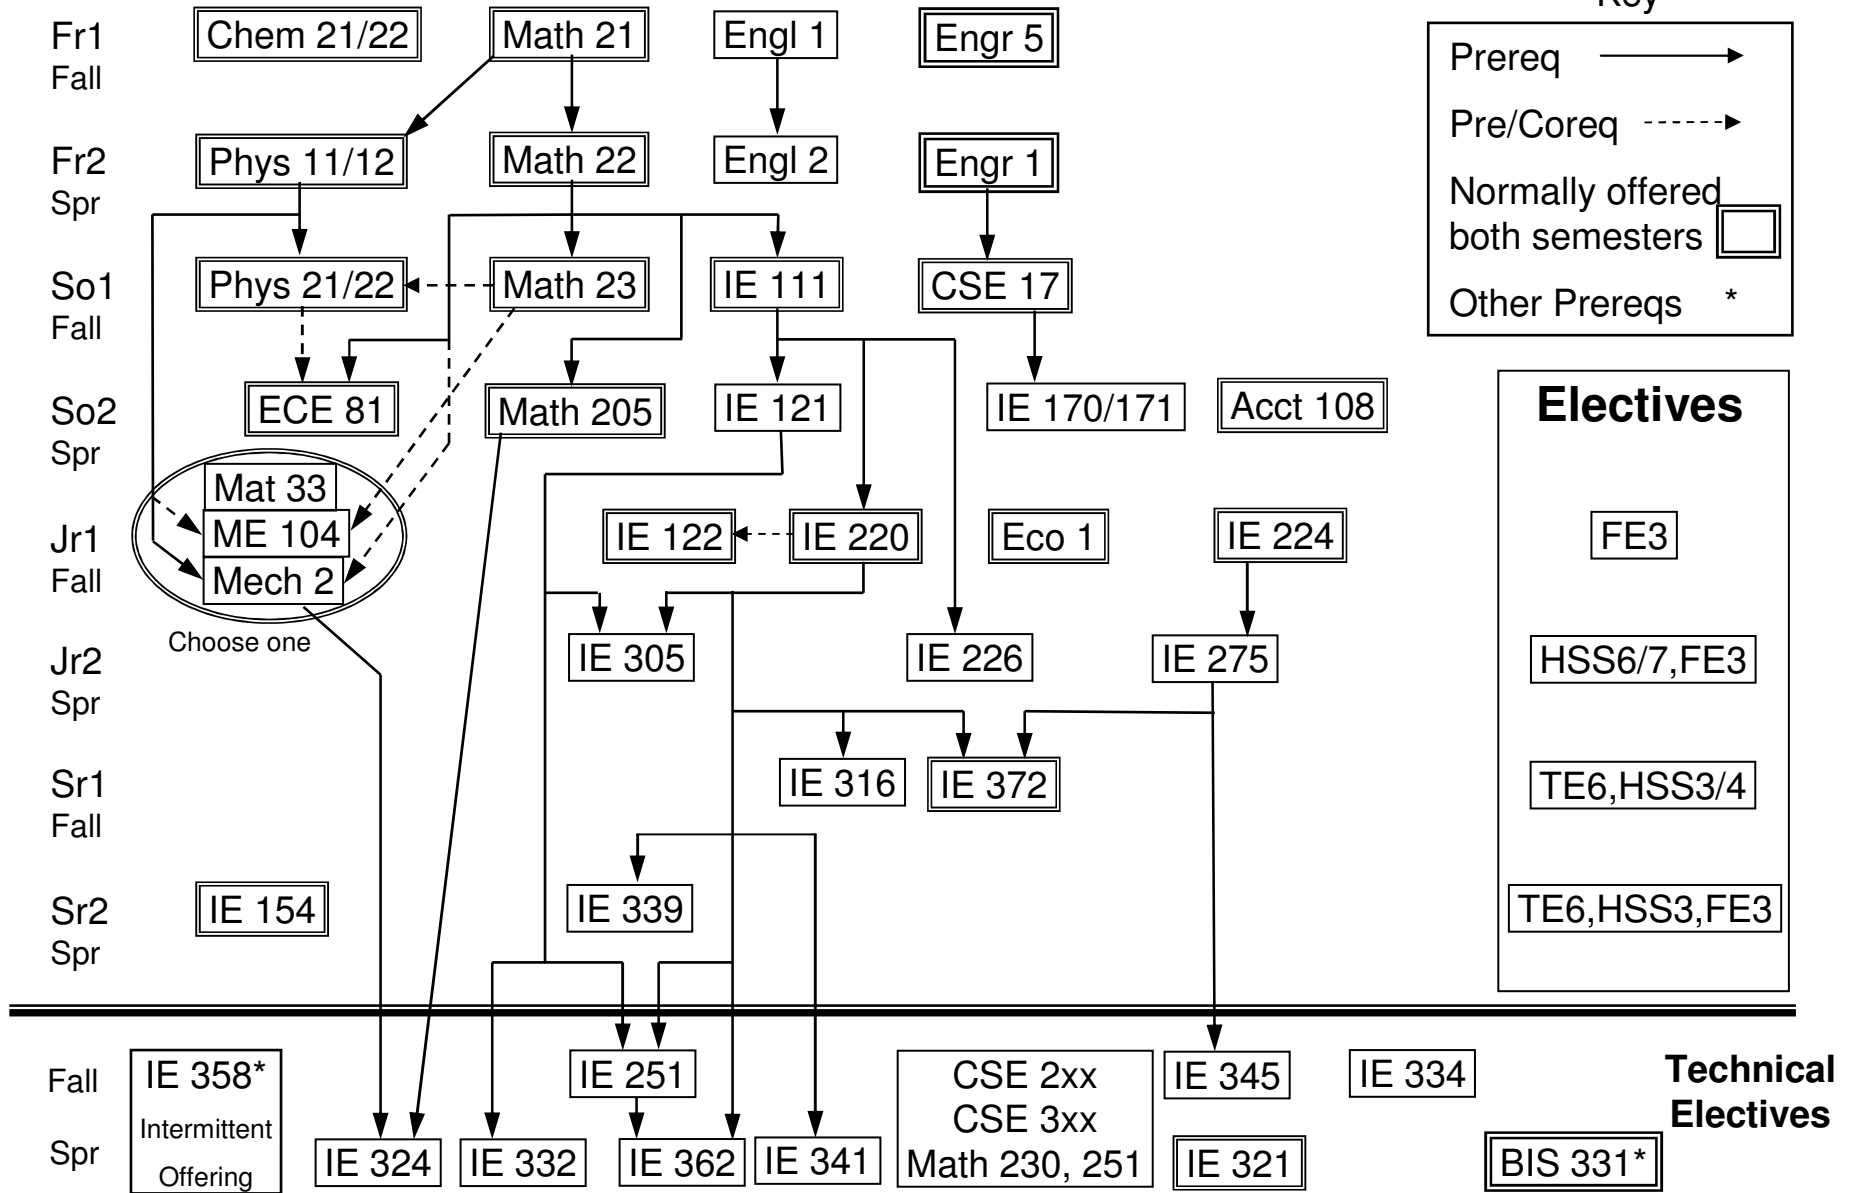 Key
Fr1
Fall
Chem 21/22
Math 21
Engl 1
Engr 5
Prereq
Pre/Coreq
Fr2
Spr
Phys 11/12
Math 22
Engl 2
Engr 1
Normally offered
both semesters
Other Prereqs *
So1
Fall
Phys 21/22
Math 23
IE 111
CSE 17
So2
Spr
ECE 81
Math 205
IE 121
IE 170/171
Acct 108
Electives
Mat 33
ME 104
Mech 2
Choose one
Jr1
Fall
IE 122
IE 220
Eco 1
IE 224
FE3
Jr2
Spr
IE 305
IE 226
IE 275
HSS6/7,FE3
Sr1
Fall
IE 316
IE 372
TE6,HSS3/4
Sr2
Spr
IE 154
IE 339
TE6,HSS3,FE3
Fall
IE 358*
Intermittent
Offering
IE 251
CSE 2xx
CSE 3xx
Math 230, 251
IE 345
IE 334
Technical
Electives
Spr
IE 324
IE 332
IE 362
IE 341
IE 321
BIS 331*